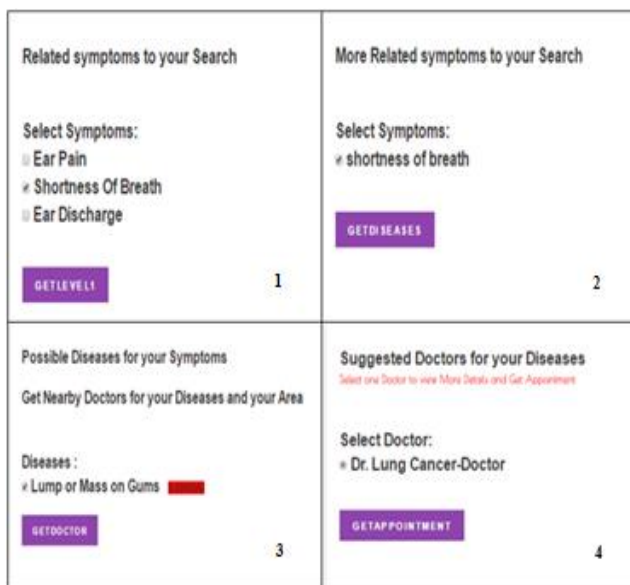 Related symptoms to your Search
Select Symptoms:
Ear Pain
Shortness Of Breath
Ear Discharge
GETLEVEL1
1
More Related symptoms to your Search
Select Symptoms:
shortness of breath
GETDISEASES
2
Possible Diseases for your Symptoms
Get Nearby Doctors for your Diseases and your Area
Diseases :
Lump or Mass on Gums
GETDOCTOR
3
Suggested Doctors for your Diseases
Select one Doctor to view More Details and Get Appointment
Select Doctor:
Dr. Lung Cancer-Doctor
GETAPPOINTMENT
4